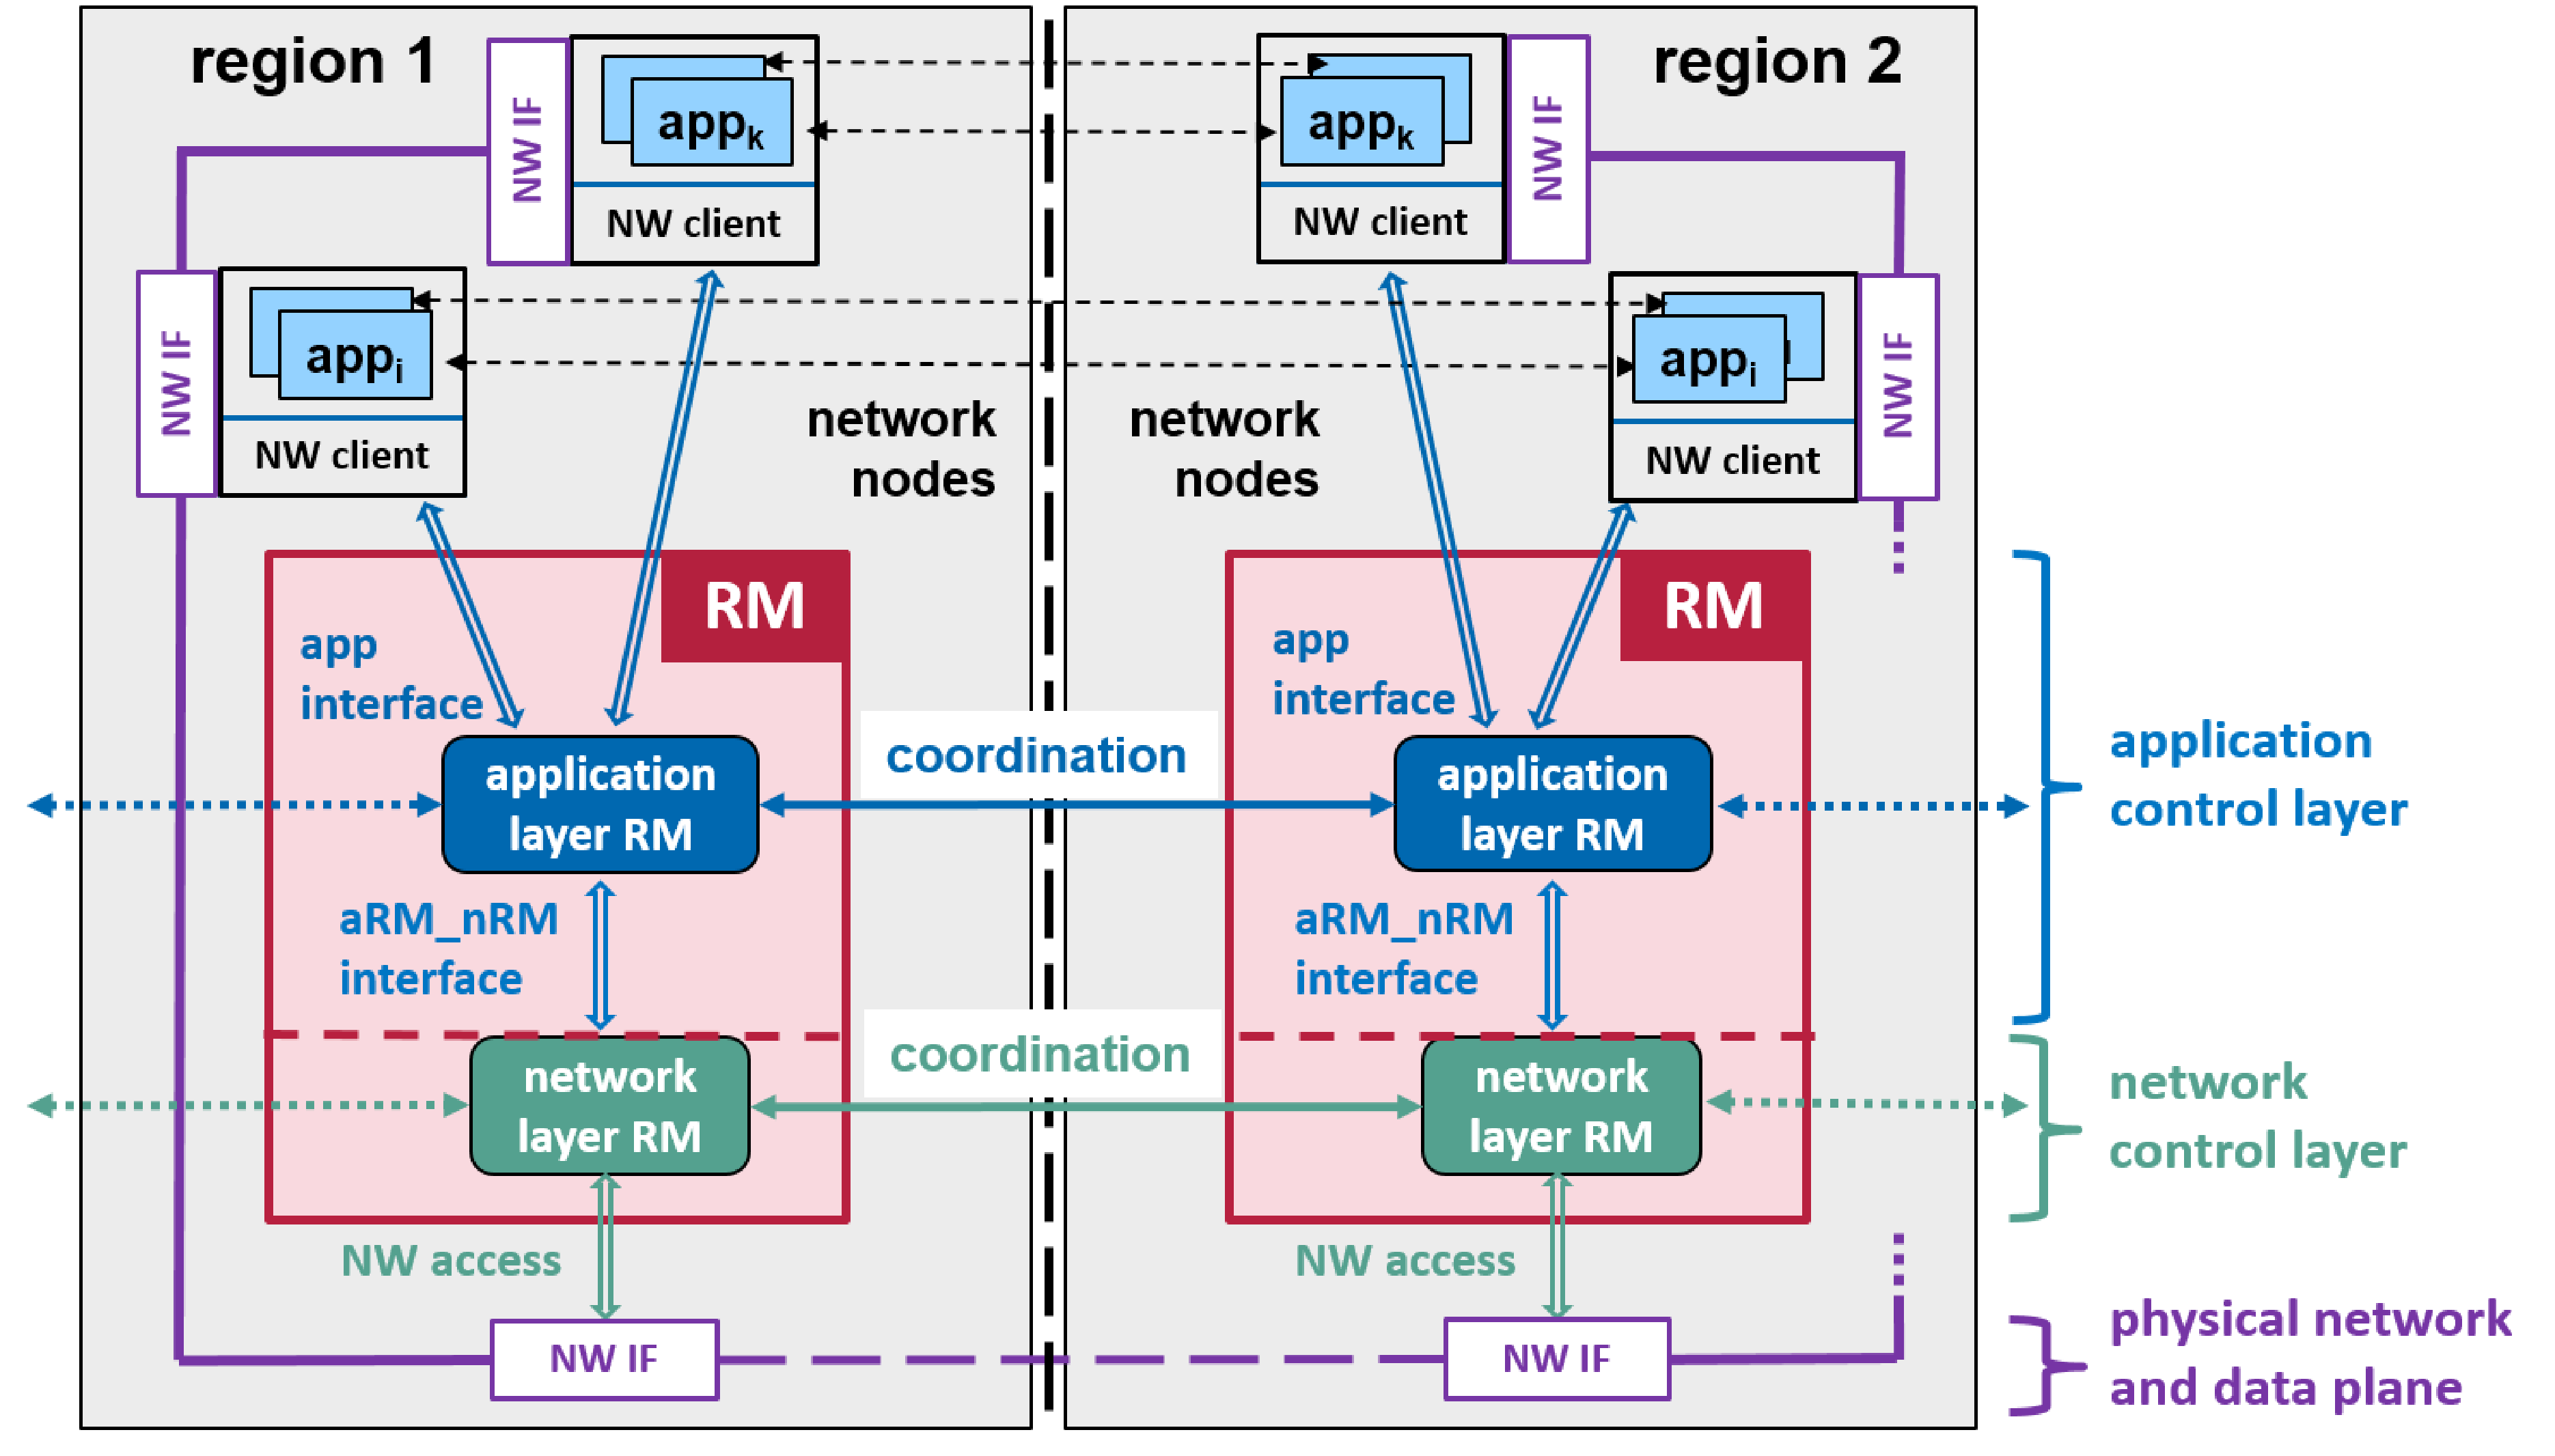 region 1
region 2
NW IF
app_k
NW client
app_k
NW client
NW IF
NW IF
app_i
NW client
app_i
NW client
NW IF
network
nodes
network
nodes
RM
RM
app
interface
app
interface
application
layer RM
coordination
application
layer RM
application
control layer
aRM_nRM
interface
aRM_nRM
interface
network
layer RM
coordination
network
layer RM
network
control layer
NW access
NW access
NW IF
NW IF
physical network
and data plane